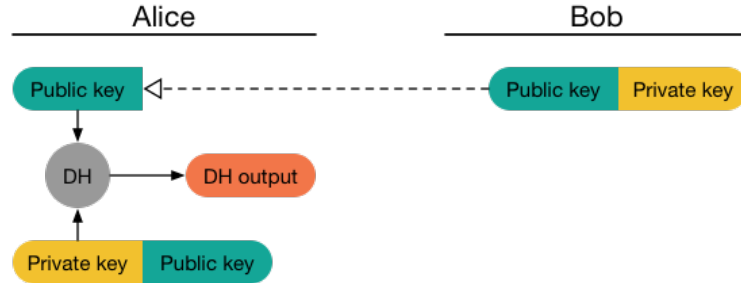 Alice
Bob
Public key
Public key Private key
DH
DH output
Private key Public key